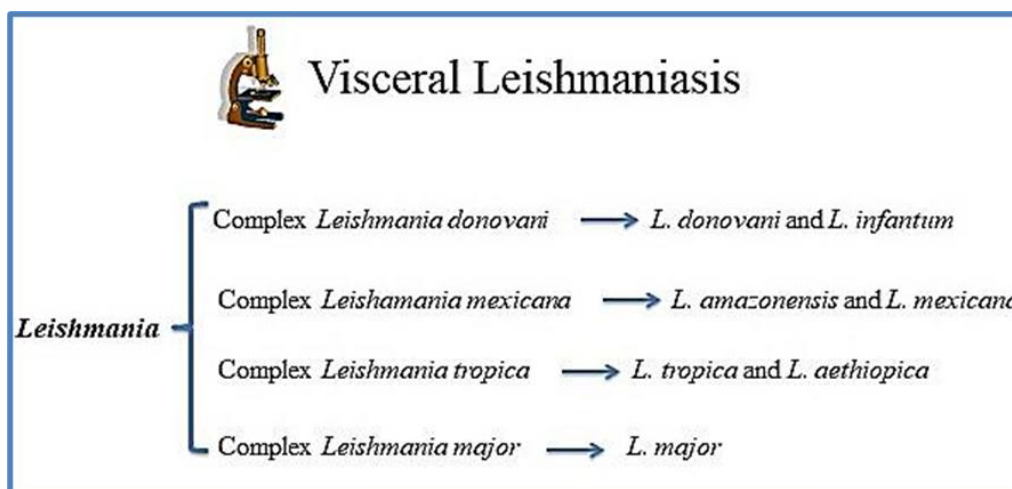 Visceral Leishmaniasis
Complex Leishmania donovani → L. donovani and L. infantum
Complex Leishamania mexicana → L. amazonensis and L. mexicana
Leishmania
Complex Leishmania tropica → L. tropica and L. aethiopica
Complex Leishmania major → L. major